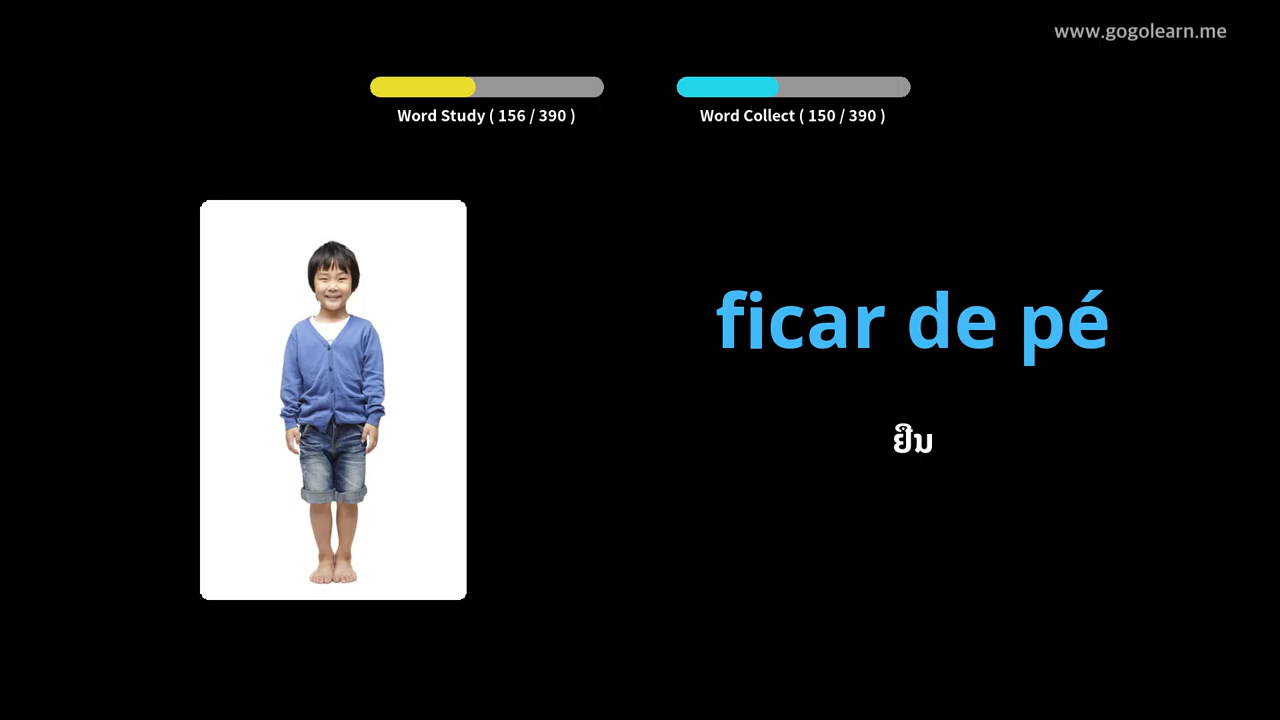 www.gogolearn.me
Word Study ( 156 / 390 )
Word Collect ( 150 / 390 )
ficar de pé
ຢືນ